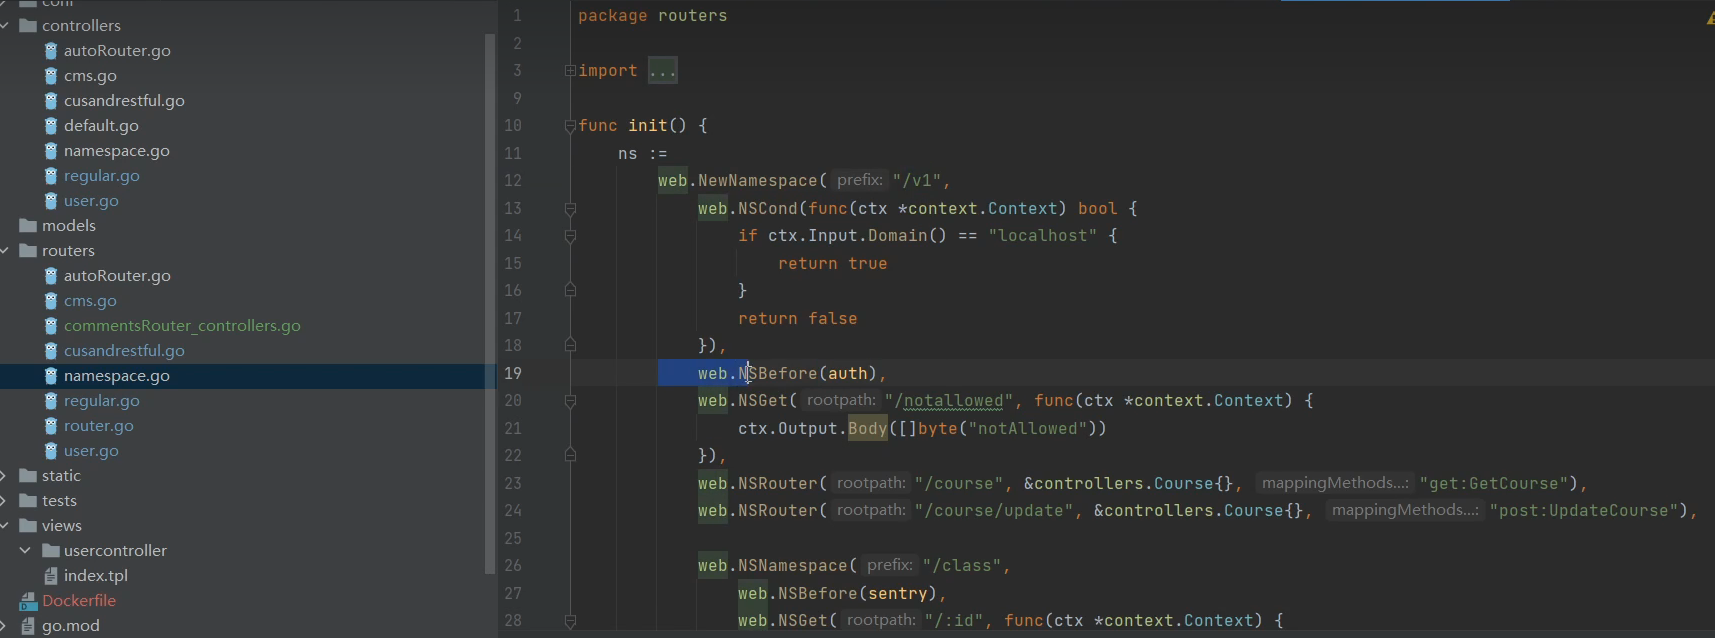 conf
controllers
autoRouter.go
cms.go
cusandrestful.go
default.go
namespace.go
regular.go
user.go
models
routers
autoRouter.go
cms.go
commentsRouter_controllers.go
cusandrestful.go
namespace.go
regular.go
router.go
user.go
static
tests
views
usercontroller
index.tpl
Dockerfile
go.mod
1 package routers
2
3 import ...
9
10 func init() {
11 ns :=
12 web.NewNamespace( prefix: "/v1",
13 web.NSCond(func(ctx *context.Context) bool {
14 if ctx.Input.Domain() == "localhost" {
15 return true
16 }
17 return false
18 }),
19 web.NSBefore(auth),
20 web.NSGet( rootpath: "/notallowed", func(ctx *context.Context) {
21 ctx.Output.Body([]byte("notAllowed"))
22 }),
23 web.NSRouter( rootpath: "/course", &controllers.Course{}, mappingMethods...: "get:GetCourse"),
24 web.NSRouter( rootpath: "/course/update", &controllers.Course{}, mappingMethods...: "post:UpdateCourse"),
25
26 web.NSNamespace( prefix: "/class",
27 web.NSBefore(sentry),
28 web.NSGet( rootpath: "/:id", func(ctx *context.Context) {